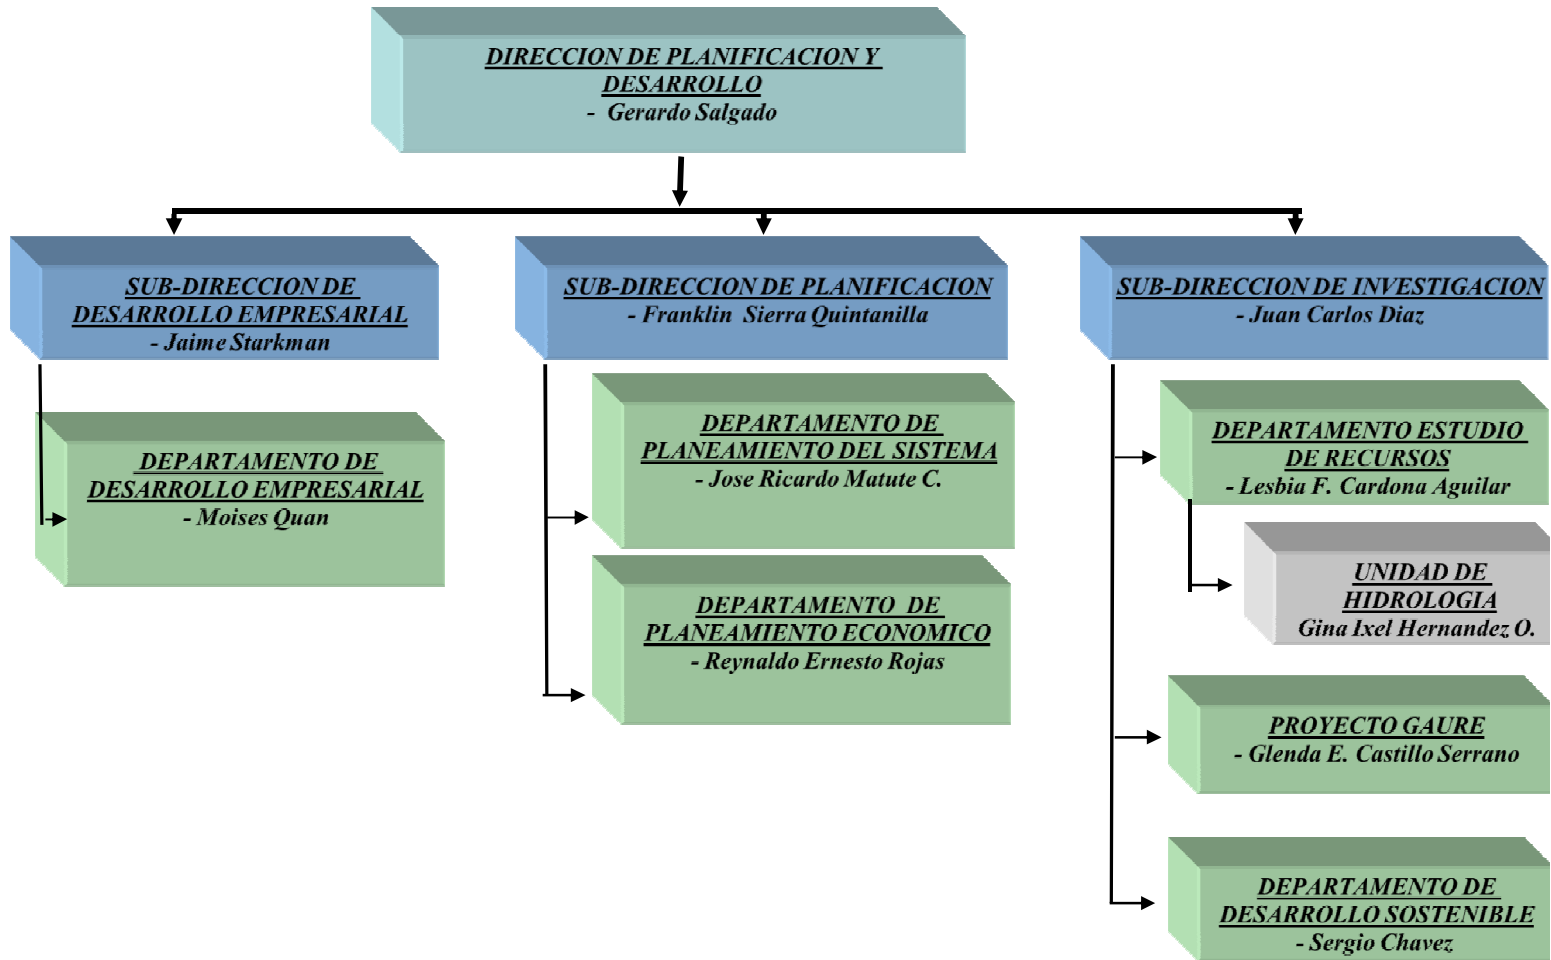 DIRECCION DE PLANIFICACION Y
DESARROLLO
- Gerardo Salgado
SUB-DIRECCION DE
DESARROLLO EMPRESARIAL
- Jaime Starkman
DEPARTAMENTO DE
DESARROLLO EMPRESARIAL
- Moises Quan
SUB-DIRECCION DE PLANIFICACION
- Franklin Sierra Quintanilla
DEPARTAMENTO DE
PLANEAMIENTO DEL SISTEMA
- Jose Ricardo Matute C.
DEPARTAMENTO DE
PLANEAMIENTO ECONOMICO
- Reynaldo Ernesto Rojas
SUB-DIRECCION DE INVESTIGACION
- Juan Carlos Diaz
DEPARTAMENTO ESTUDIO
DE RECURSOS
- Lesbia F. Cardona Aguilar
UNIDAD DE
HIDROLOGIA
Gina Ixel Hernandez O.
PROYECTO GAURE
- Glenda E. Castillo Serrano
DEPARTAMENTO DE
DESARROLLO SOSTENIBLE
- Sergio Chavez